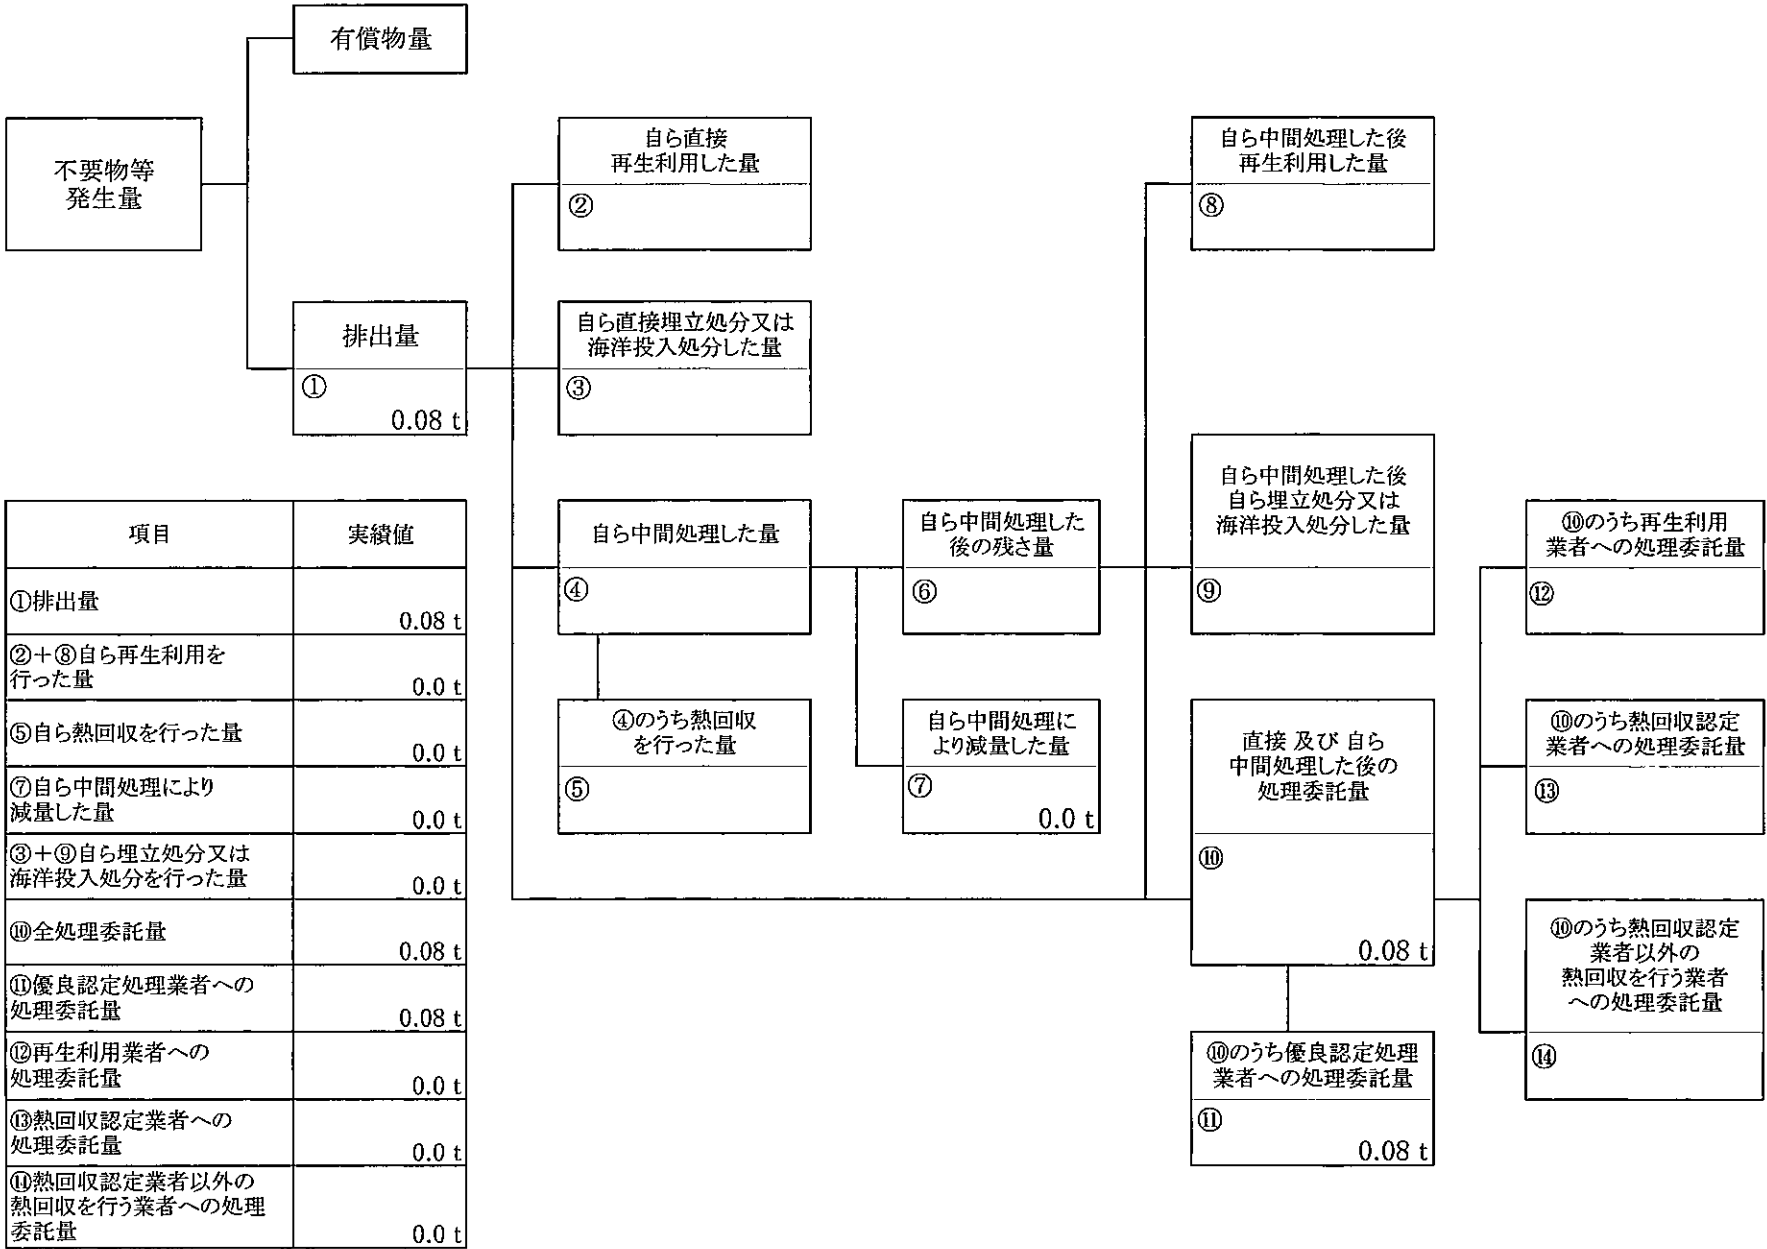 有償物量
不要物等
発生量
排出量
①
0.08 t
自ら直接
再生利用した量
②
自ら直接埋立処分又は
海洋投入処分した量
③
自ら中間処理した量
④
④のうち熱回収
を行った量
⑤
自ら中間処理した
後の残さ量
⑥
自ら中間処理に
より減量した量
⑦
0.0 t
自ら中間処理した後
再生利用した量
⑧
自ら中間処理した後
自ら埋立処分又は
海洋投入処分した量
⑨
直接 及び 自ら
中間処理した後の
処理委託量
⑩
0.08 t
⑩のうち優良認定処理
業者への処理委託量
⑪
0.08 t
⑩のうち再生利用
業者への処理委託量
⑫
⑩のうち熱回収認定
業者への処理委託量
⑬
⑩のうち熱回収認定
業者以外の
熱回収を行う業者
への処理委託量
⑭
項目 実績値
①排出量
0.08 t
②+⑧自ら再生利用を
行った量
0.0 t
⑤自ら熱回収を行った量
0.0 t
⑦自ら中間処理により
減量した量
0.0 t
③+⑨自ら埋立処分又は
海洋投入処分を行った量
0.0 t
⑩全処理委託量
0.08 t
⑪優良認定処理業者への
処理委託量
0.08 t
⑫再生利用業者への
処理委託量
0.0 t
⑬熱回収認定業者への
処理委託量
0.0 t
⑭熱回収認定業者以外の
熱回収を行う業者への処理
委託量
0.0 t